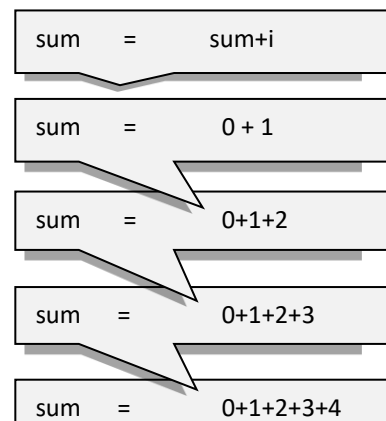 sum = sum+i
sum = 0 + 1
sum = 0+1+2
sum = 0+1+2+3
sum = 0+1+2+3+4